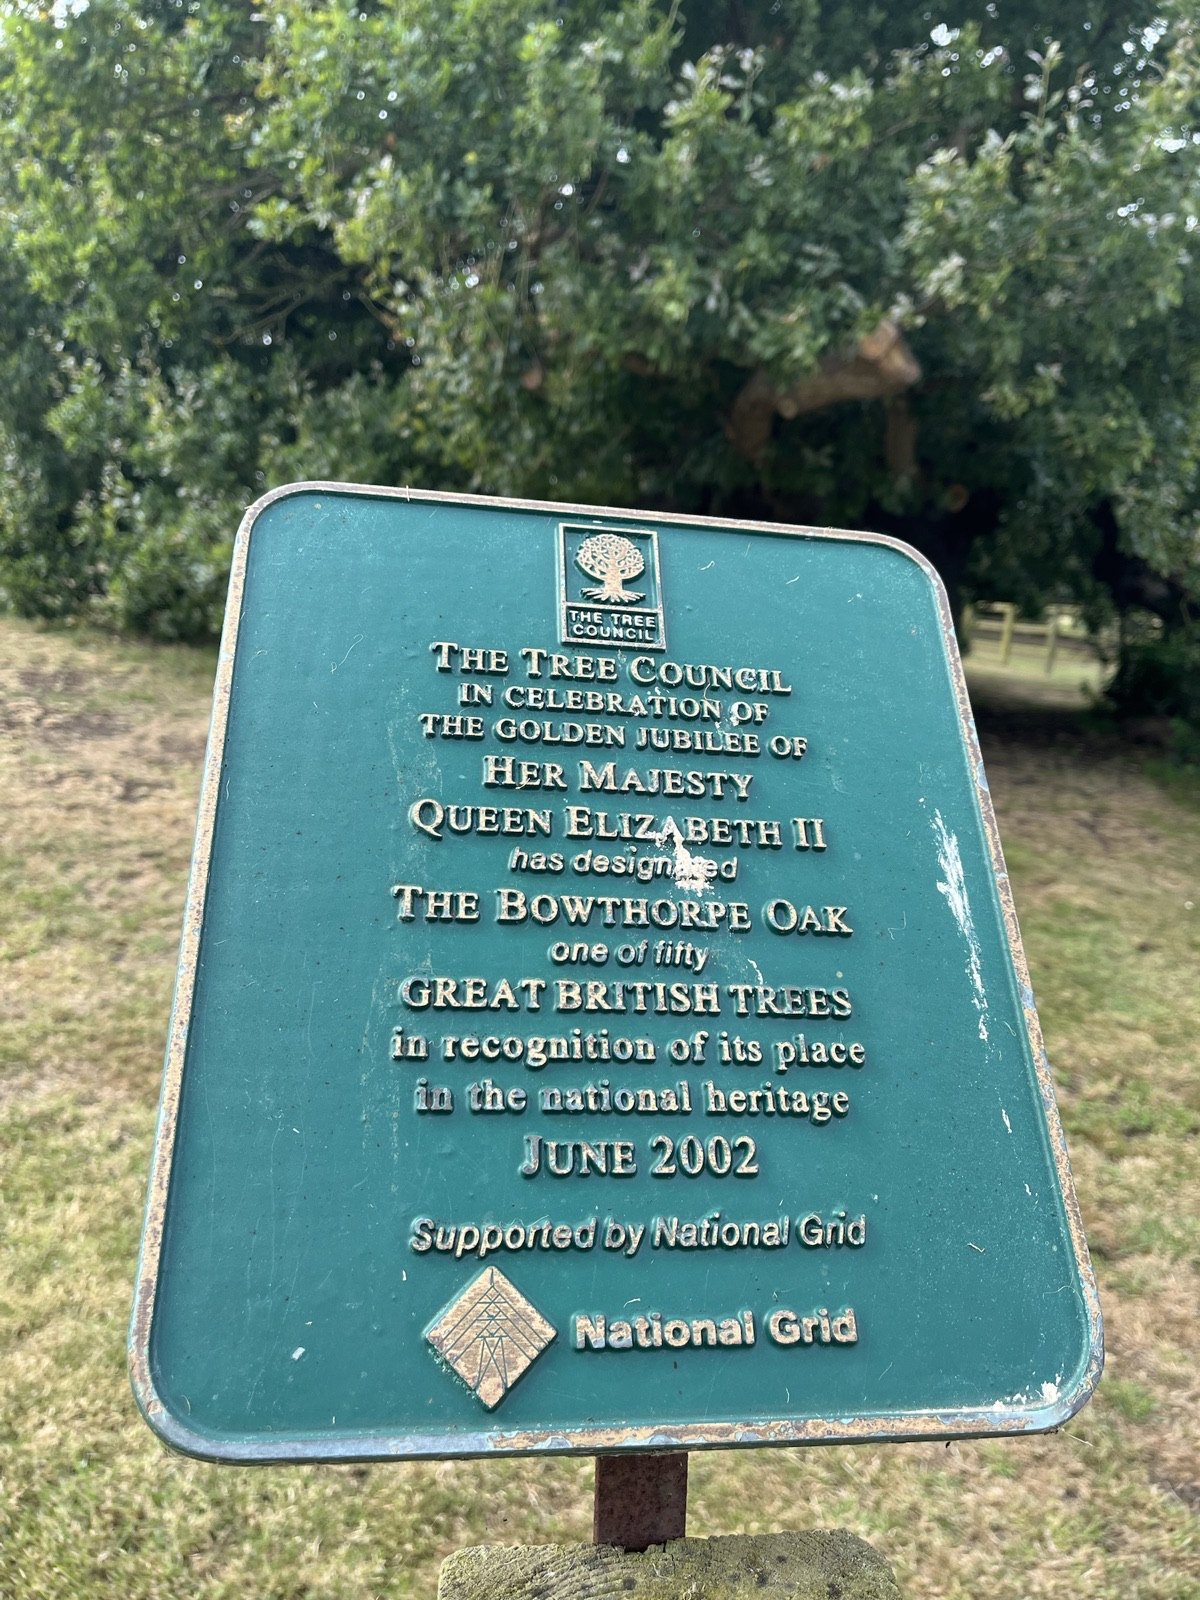 THE TREE
COUNCIL
THE TREE COUNCIL
IN CELEBRATION OF
THE GOLDEN JUBILEE OF
HER MAJESTY
QUEEN ELIZABETH II
has designated
THE BOWTHORPE OAK
one of fifty
GREAT BRITISH TREES
in recognition of its place
in the national heritage
JUNE 2002
Supported by National Grid
National Grid